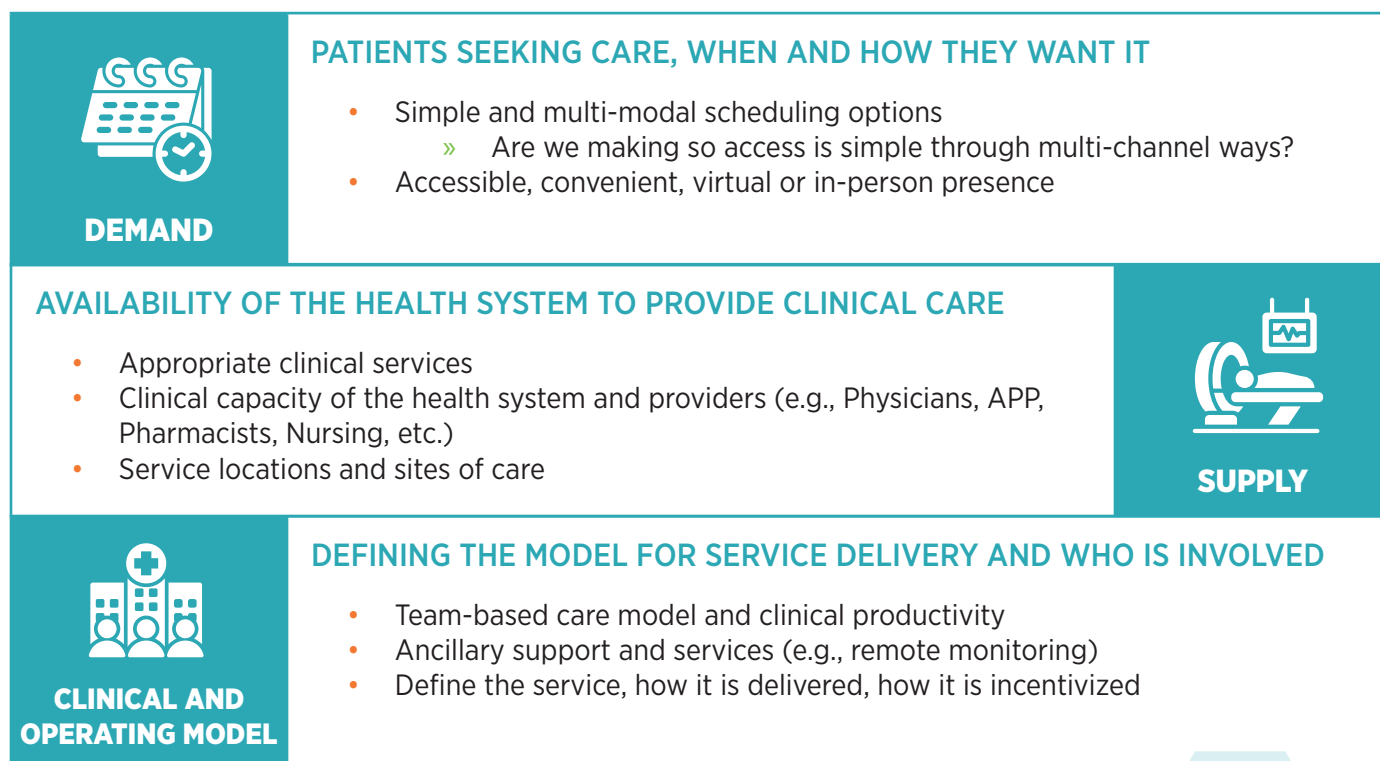 PATIENTS SEEKING CARE, WHEN AND HOW THEY WANT IT
• Simple and multi-modal scheduling options
» Are we making so access is simple through multi-channel ways?
• Accessible, convenient, virtual or in-person presence
DEMAND
AVAILABILITY OF THE HEALTH SYSTEM TO PROVIDE CLINICAL CARE
• Appropriate clinical services
• Clinical capacity of the health system and providers (e.g., Physicians, APP,
Pharmacists, Nursing, etc.)
• Service locations and sites of care
SUPPLY
DEFINING THE MODEL FOR SERVICE DELIVERY AND WHO IS INVOLVED
• Team-based care model and clinical productivity
• Ancillary support and services (e.g., remote monitoring)
• Define the service, how it is delivered, how it is incentivized
CLINICAL AND
OPERATING MODEL